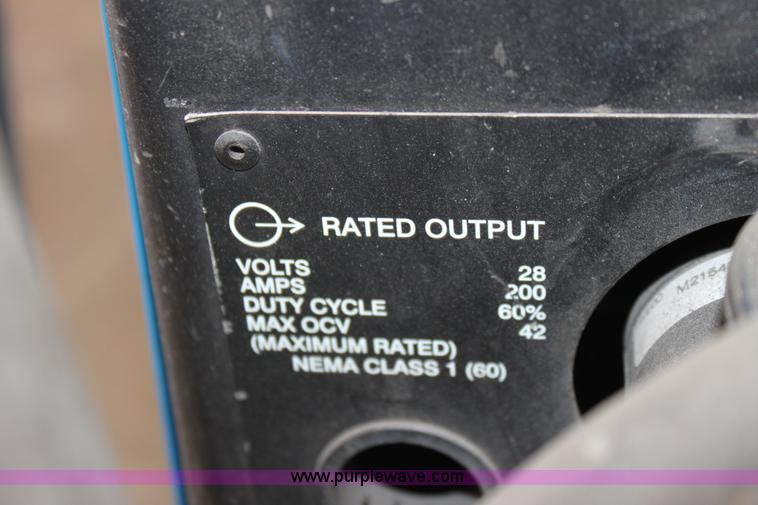 RATED OUTPUT
VOLTS 28
AMPS 200
DUTY CYCLE 60%
MAX OCV 42
(MAXIMUM RATED)
NEMA CLASS 1 (60)
www.purplewave.com